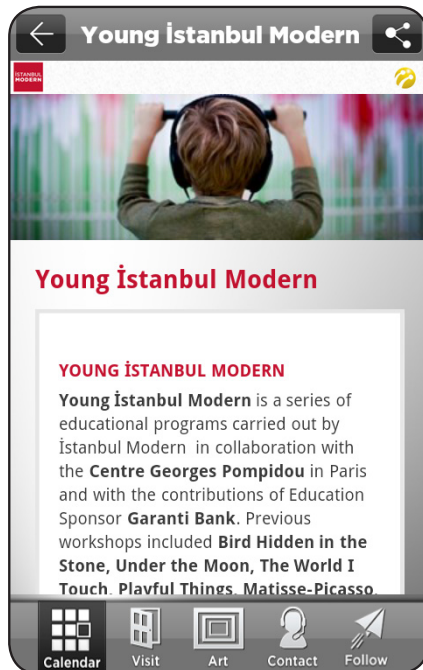 Young İstanbul Modern
İSTANBUL
MODERN
Young İstanbul Modern
YOUNG İSTANBUL MODERN
Young İstanbul Modern is a series of
educational programs carried out by
İstanbul Modern in collaboration with
the Centre Georges Pompidou in Paris
and with the contributions of Education
Sponsor Garanti Bank. Previous
workshops included Bird Hidden in the
Stone, Under the Moon, The World I
Touch, Playful Things, Matisse-Picasso,
Calendar Visit Art Contact Follow